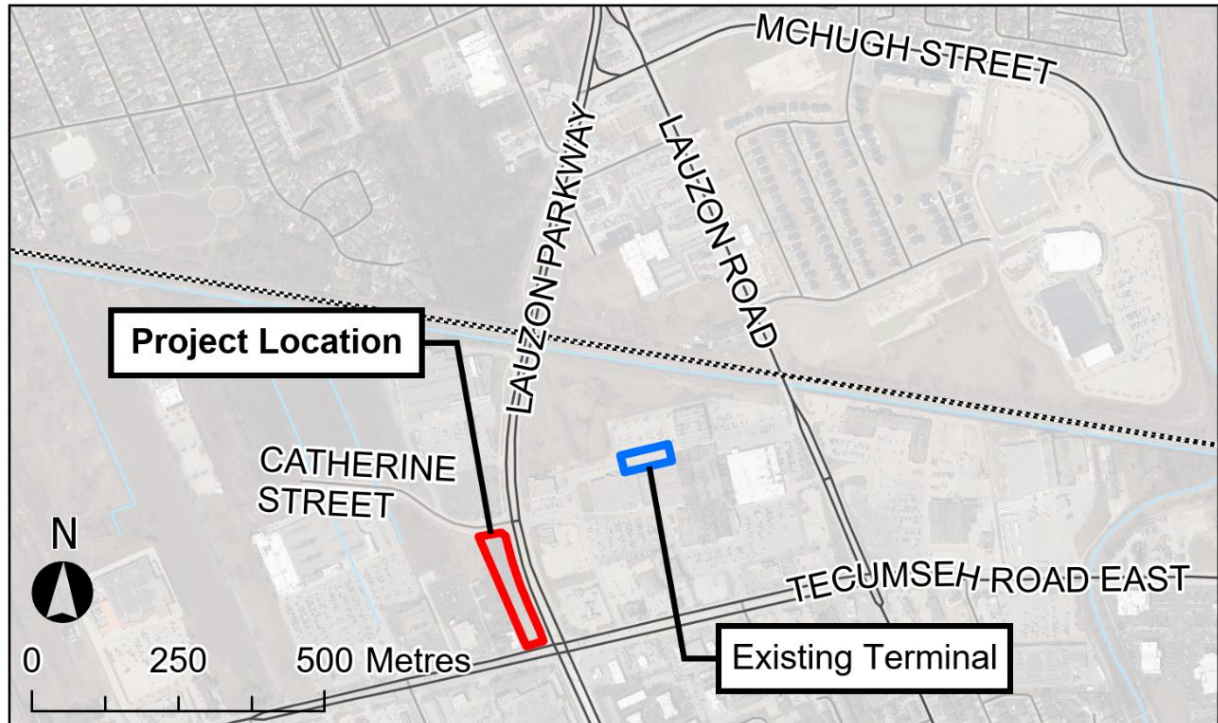 MCHUGH STREET
LAUZON PARKWAY
LAUZON ROAD
Project Location
CATHERINE
STREET
N
TECUMSEH ROAD EAST
Existing Terminal
0 250 500 Metres